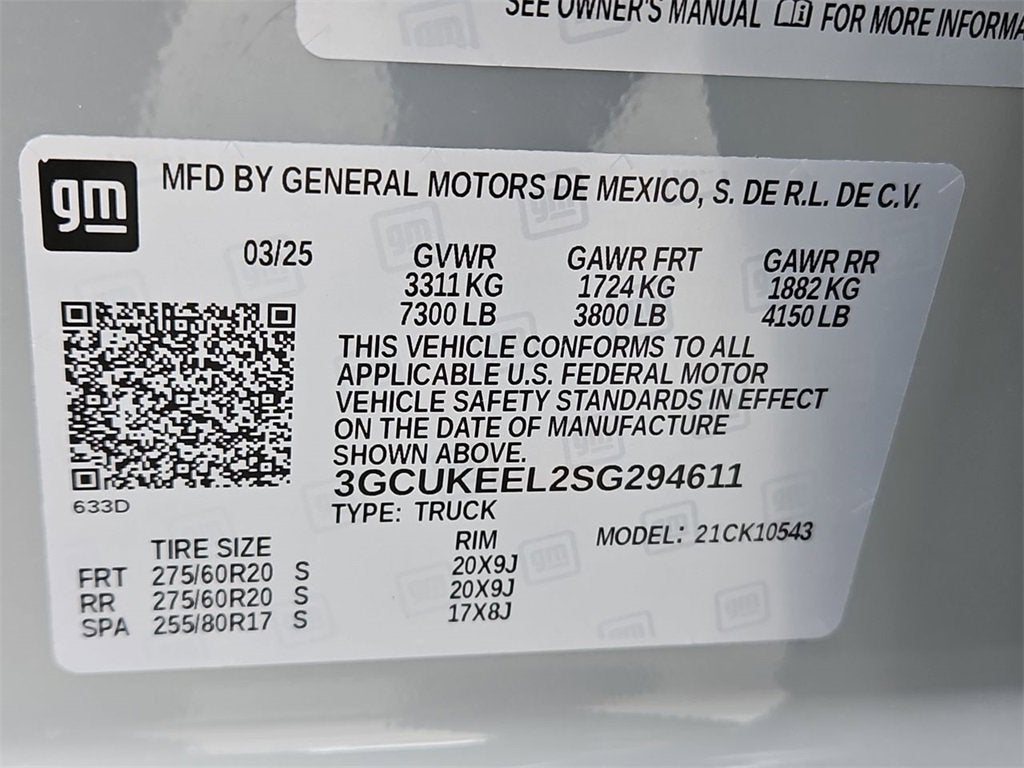 SEE OWNER'S MANUAL FOR MORE
gm
MFD BY GENERAL MOTORS DE MEXICO, S. DE R.L. DE C.V.
03/25 GVWR GAWR FRT GAWR RR
3311 KG 1724 KG 1882 KG
7300 LB 3800 LB 4150 LB
THIS VEHICLE CONFORMS TO ALL
APPLICABLE U.S. FEDERAL MOTOR
VEHICLE SAFETY STANDARDS IN EFFECT
ON THE DATE OF MANUFACTURE
SHOWN ABOVE.
3GCUKEEL2SG294611
633D
TYPE: TRUCK
TIRE SIZE RIM MODEL: 21CK10543
FRT 275/60R20 S 20X9J
RR 275/60R20 S 20X9J
SPA 255/80R17 S 17X8J